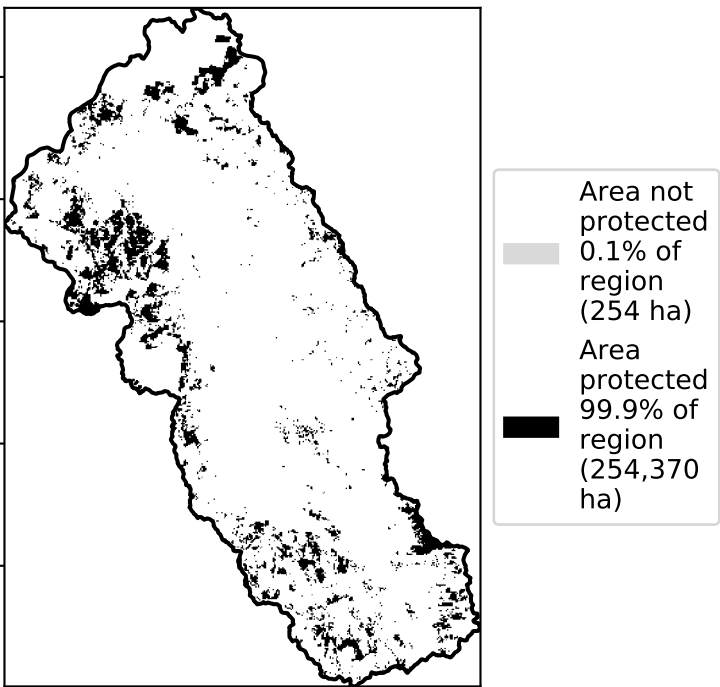 Area not
protected
0.1% of
region
(254 ha)
Area
protected
99.9% of
region
(254,370
ha)